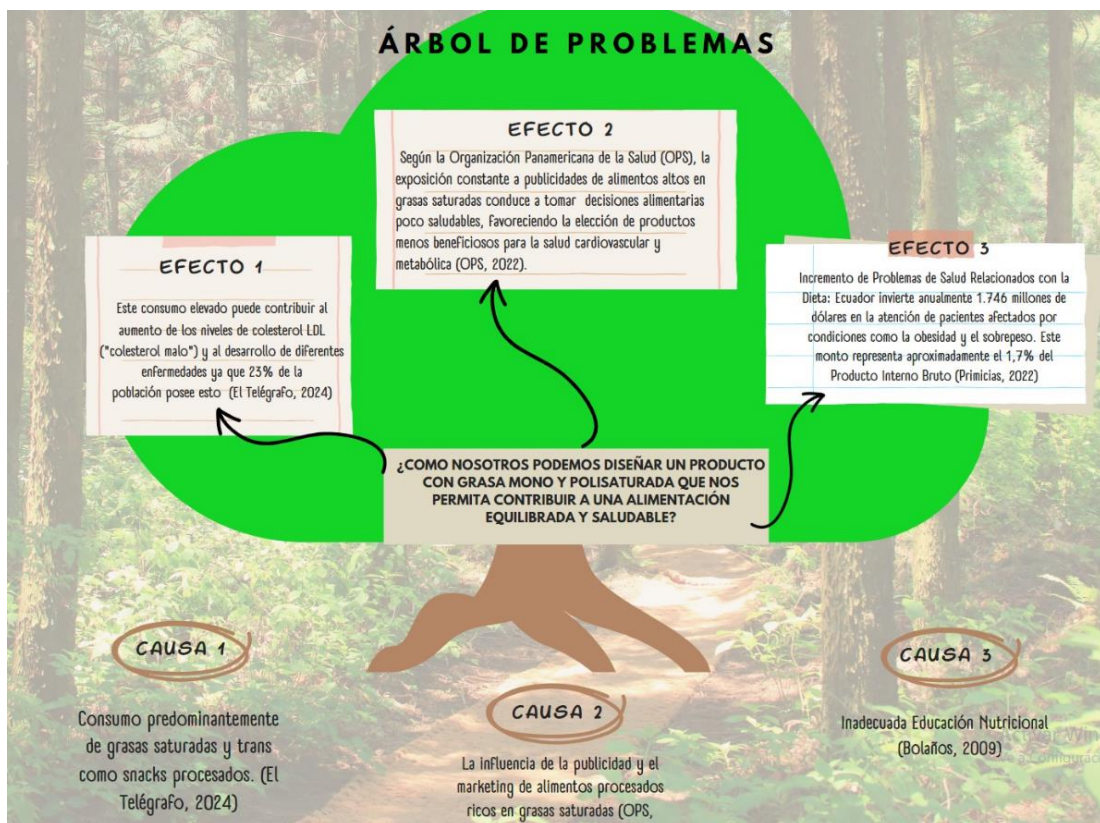 ÁRBOL DE PROBLEMAS
EFECTO 2
Según la Organización Panamericana de la Salud (OPS), la
exposición constante a publicidades de alimentos altos en
grasas saturadas conduce a tomar decisiones alimentarias
poco saludables, favoreciendo la elección de productos
menos beneficiosos para la salud cardiovascular y
metabólica (OPS, 2022).
EFECTO 1
Este consumo elevado puede contribuir al
aumento de los niveles de colesterol LDL
("colesterol malo") y al desarrollo de diferentes
enfermedades ya que 23% de la
población posee esto (El Telégrafo, 2024)
EFECTO 3
Incremento de Problemas de Salud Relacionados con la
Dieta: Ecuador invierte anualmente 1.746 millones de
dólares en la atención de pacientes afectados por
condiciones como la obesidad y el sobrepeso. Este
monto representa aproximadamente el 1,7% del
Producto Interno Bruto (Primicias, 2022)
¿COMO NOSOTROS PODEMOS DISEÑAR UN PRODUCTO
CON GRASA MONO Y POLISATURADA QUE NOS
PERMITA CONTRIBUIR A UNA ALIMENTACIÓN
EQUILIBRADA Y SALUDABLE?
CAUSA 1
Consumo predominantemente
de grasas saturadas y trans
como snacks procesados. (El
Telégrafo, 2024)
CAUSA 2
La influencia de la publicidad y el
marketing de alimentos procesados
ricos en grasas saturadas (OPS,
CAUSA 3
Inadecuada Educación Nutricional
(Bolaños, 2009)